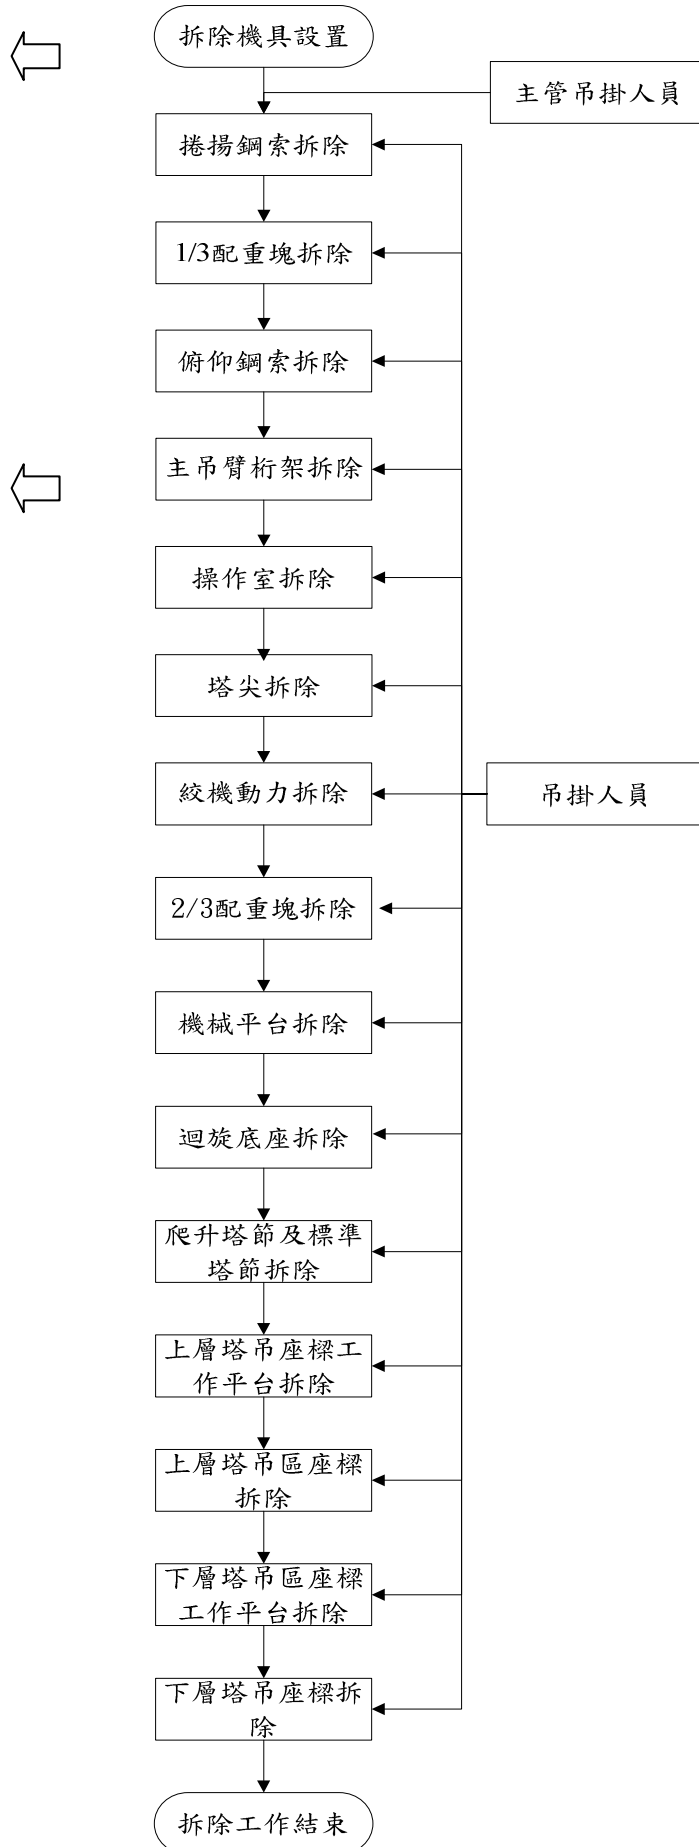 拆除機具設置
主管吊掛人員
捲揚鋼索拆除
1/3配重塊拆除
俯仰鋼索拆除
主吊臂桁架拆除
操作室拆除
塔尖拆除
絞機動力拆除
吊掛人員
2/3配重塊拆除
機械平台拆除
迴旋底座拆除
爬升塔節及標準
塔節拆除
上層塔吊座樑工
作平台拆除
上層塔吊區座樑
拆除
下層塔吊區座樑
工作平台拆除
下層塔吊座樑拆
除
拆除工作結束